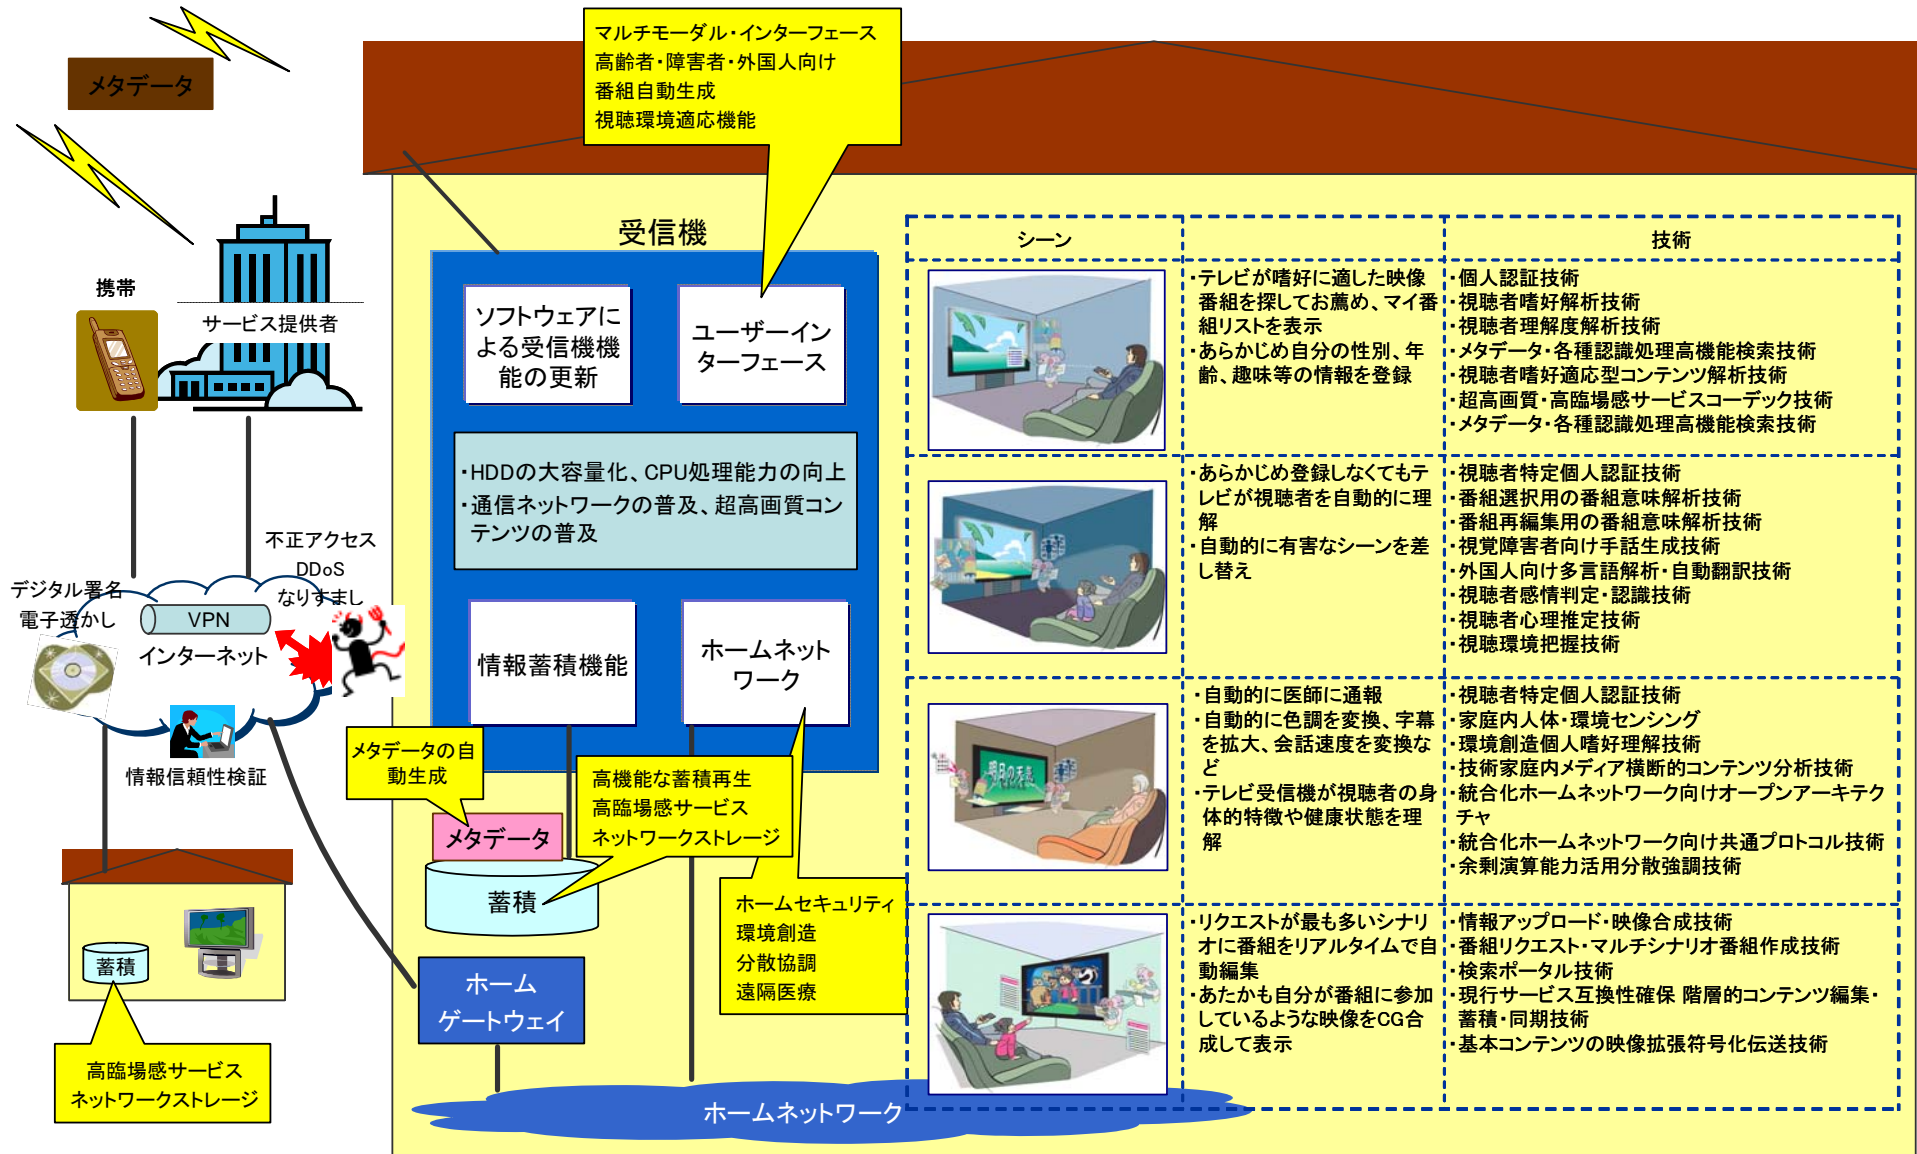 マルチモーダル・インターフェース
高齢者・障害者・外国人向け
番組自動生成
視聴環境適応機能
メタデータ
携帯
サービス提供者
不正アクセス
DDoS
なりすまし
デジタル署名
電子透かし
VPN
インターネット
情報信頼性検証
蓄積
高臨場感サービス
ネットワークストレージ
受信機
ソフトウェアに
よる受信機機
能の更新
ユーザーイン
ターフェース
・HDDの大容量化、CPU処理能力の向上
・通信ネットワークの普及、超高画質コン
テンツの普及
情報蓄積機能
ホームネット
ワーク
メタデータの自
動生成
メタデータ
蓄積
高機能な蓄積再生
高臨場感サービス
ネットワークストレージ
ホームセキュリティ
環境創造
分散協調
遠隔医療
ホーム
ゲートウェイ
ホームネットワーク
シーン
技術
・テレビが嗜好に適した映像
番組を探してお薦め、マイ番
組リストを表示
・あらかじめ自分の性別、年
齢、趣味等の情報を登録
・個人認証技術
・視聴者嗜好解析技術
・視聴者理解度解析技術
・メタデータ・各種認識処理高機能検索技術
・視聴者嗜好適応型コンテンツ解析技術
・超高画質・高臨場感サービスコーデック技術
・メタデータ・各種認識処理高機能検索技術
・あらかじめ登録しなくてもテ
レビが視聴者を自動的に理
解
・自動的に有害なシーンを差
し替え
・視聴者特定個人認証技術
・番組選択用の番組意味解析技術
・番組再編集用の番組意味解析技術
・視覚障害者向け手話生成技術
・外国人向け多言語解析・自動翻訳技術
・視聴者感情判定・認識技術
・視聴者心理推定技術
・視聴環境把握技術
明日の天気
・自動的に医師に通報
・自動的に色調を変換、字幕
を拡大、会話速度を変換な
ど
・テレビ受信機が視聴者の身
体的特徴や健康状態を理
解
・視聴者特定個人認証技術
・家庭内人体・環境センシング
・環境創造個人嗜好理解技術
・技術家庭内メディア横断的コンテンツ分析技術
・統合化ホームネットワーク向けオープンアーキテク
チャ
・統合化ホームネットワーク向け共通プロトコル技術
・余剰演算能力活用分散強調技術
・リクエストが最も多いシナリ
オに番組をリアルタイムで自
動編集
・あたかも自分が番組に参加
しているような映像をCG合
成して表示
・情報アップロード・映像合成技術
・番組リクエスト・マルチシナリオ番組作成技術
・検索ポータル技術
・現行サービス互換性確保 階層的コンテンツ編集・
蓄積・同期技術
・基本コンテンツの映像拡張符号化伝送技術